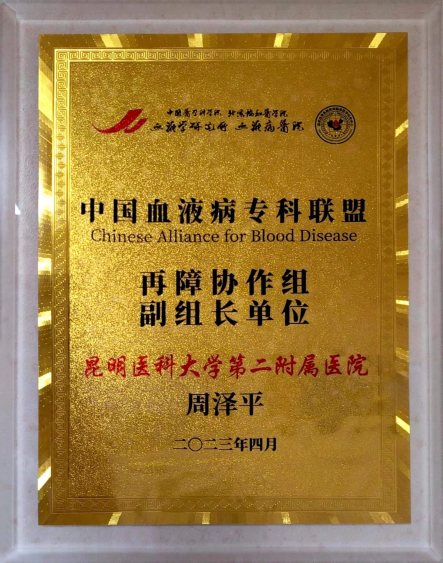 中国医学科学院 北京协和医学院
血液学研究所 血液病医院
中国血液病专科联盟
Chinese Alliance for Blood Disease
再障协作组
副组长单位
昆明医科大学第二附属医院
周泽平
二〇二三年四月